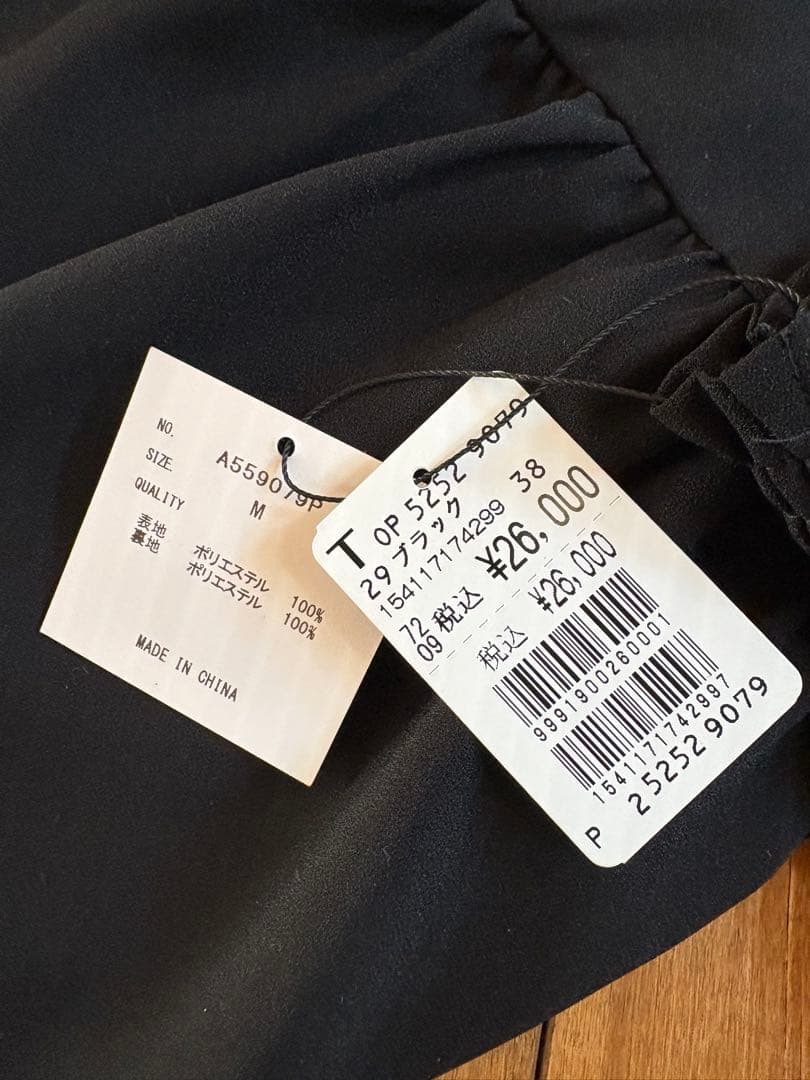 NO. A559079P
SIZE. M
QUALITY
表地 ポリエステル 100%
裏地 ポリエステル 100%
MADE IN CHINA
T OP 5252 9079
29 ブラック 38
154117174299
72
09 税込 ¥26,000
税込 ¥26,000
9991900260001
1541171742997
P 25252 9079